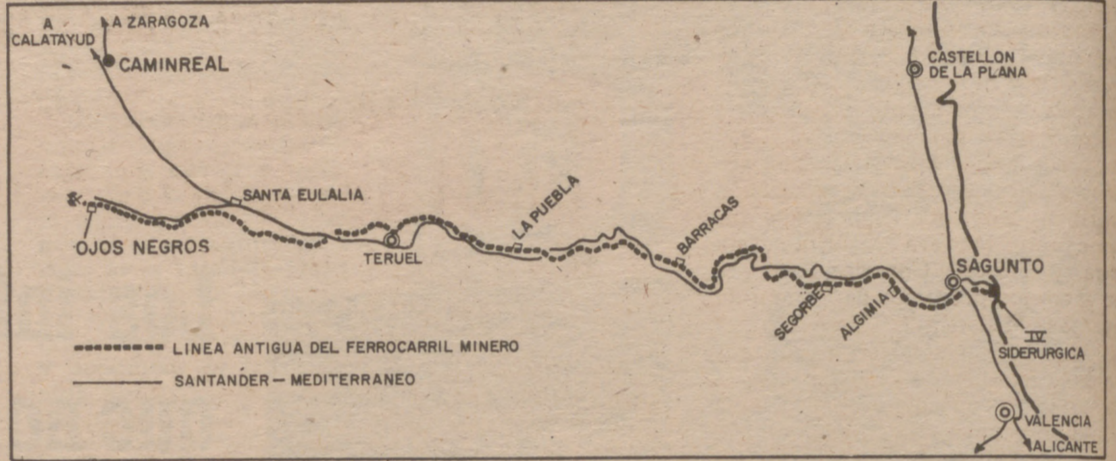 A
CALATAYUD
A ZARAGOZA
CAMINREAL
CASTELLON
DE LA PLANA
SANTA EULALIA
OJOS NEGROS
TERUEL
LA PUEBLA
BARRACAS
SEGORBE
ALGIMIA
SAGUNTO
IV
SIDERURGICA
LINEA ANTIGUA DEL FERROCARRIL MINERO
SANTANDER — MEDITERRANEO
VALENCIA
ALICANTE